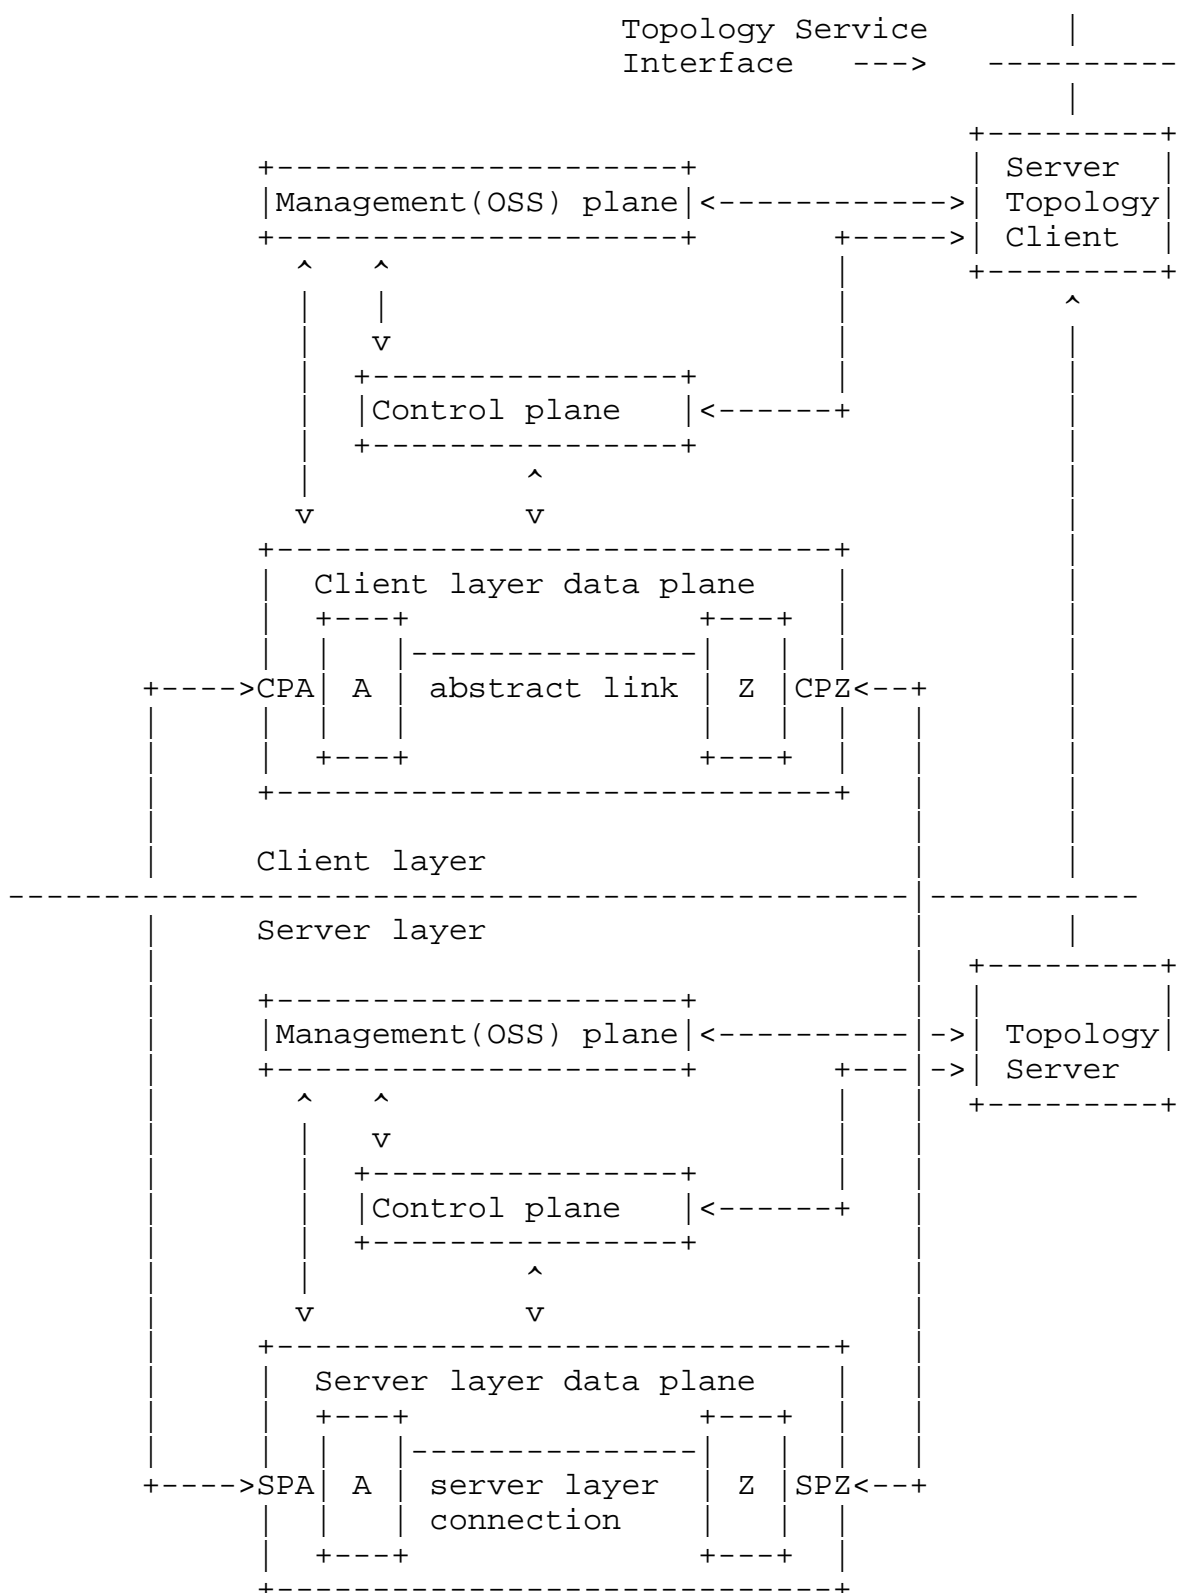 Topology Service
Interface --->
Server
Management(OSS) plane Topology
Client
Control plane
Client layer data plane
CPA A abstract link Z CPZ
Client layer
Server layer
Management(OSS) plane Topology
Server
Control plane
Server layer data plane
SPA A server layer Z SPZ
connection